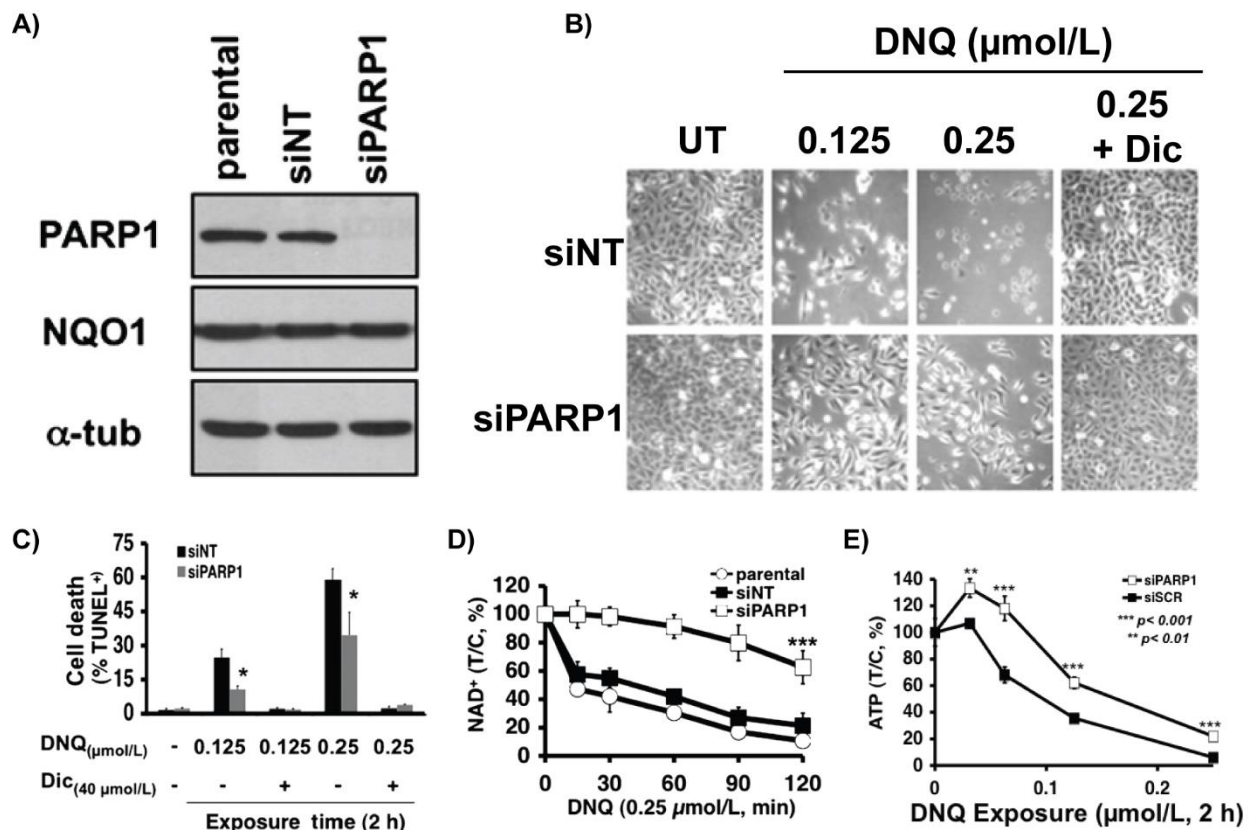 A)
parental
siNT
siPARP1
PARP1
NQO1
α-tub
B)
DNQ (µmol/L)
UT
0.125
0.25
0.25
+ Dic
siNT
siPARP1
C)
Cell death
(% TUNEL+)
75
60
45
30
15
0
siNT
siPARP1
*
*
DNQ(µmol/L) - 0.125 0.125 0.25 0.25
Dic(40 µmol/L) - - + - +
Exposure time (2 h)
D)
NAD+ (T/C, %)
120
100
80
60
40
20
0
parental
siNT
siPARP1
***
0 30 60 90 120
DNQ (0.25 µmol/L, min)
E)
ATP (T/C, %)
140
120
100
80
60
40
20
0
siPARP1
siSCR
*** p< 0.001
** p< 0.01
**
***
***
***
0 0.1 0.2
DNQ Exposure (µmol/L, 2 h)